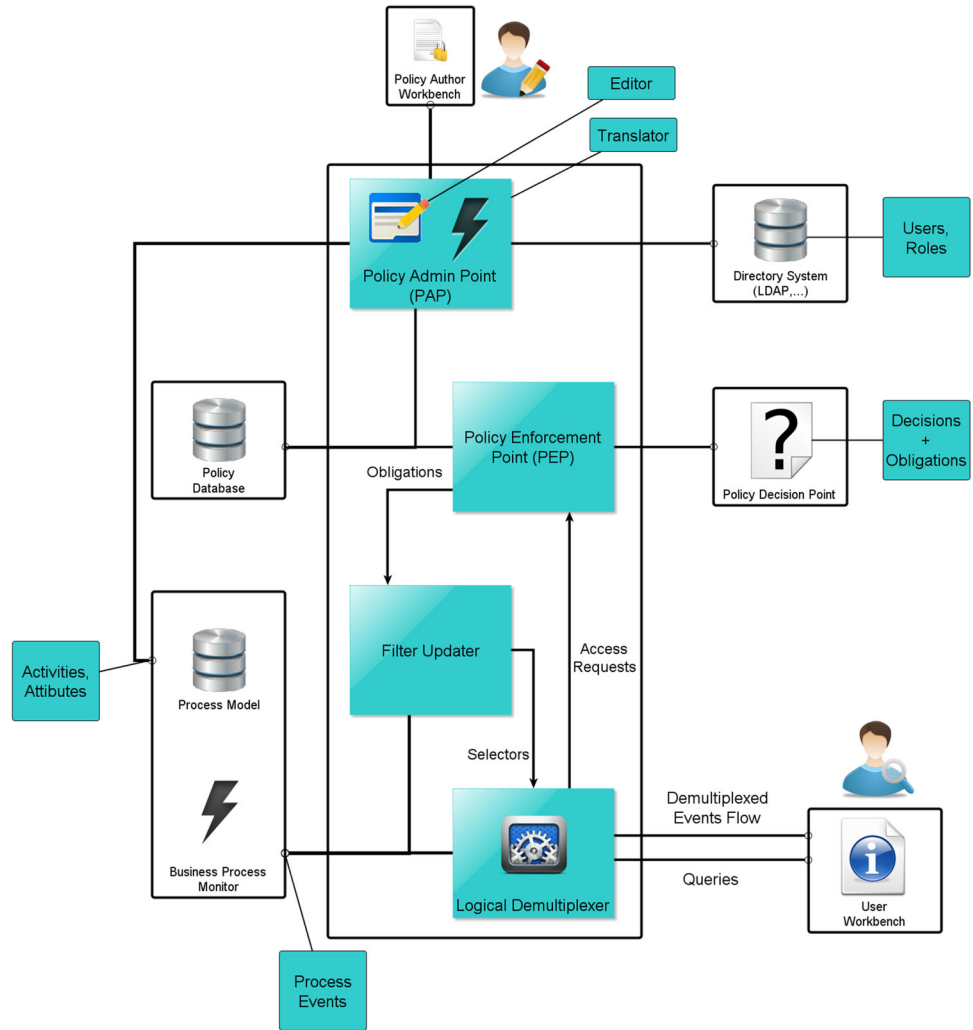 Policy Author
Workbench
Editor
Translator
Policy Admin Point
(PAP)
Directory System
(LDAP,...)
Users,
Roles
Policy
Database
Policy Enforcement
Point (PEP)
Obligations
Policy Decision Point
Decisions
+
Obligations
Activities,
Attibutes
Process Model
Filter Updater
Access
Requests
Selectors
Business Process
Monitor
Logical Demultiplexer
Demultiplexed
Events Flow
Queries
User
Workbench
Process
Events